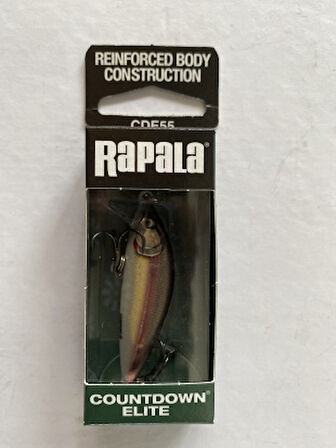 REINFORCED BODY
CONSTRUCTION
CDE55
RAPALA®
COUNTDOWN
ELITE